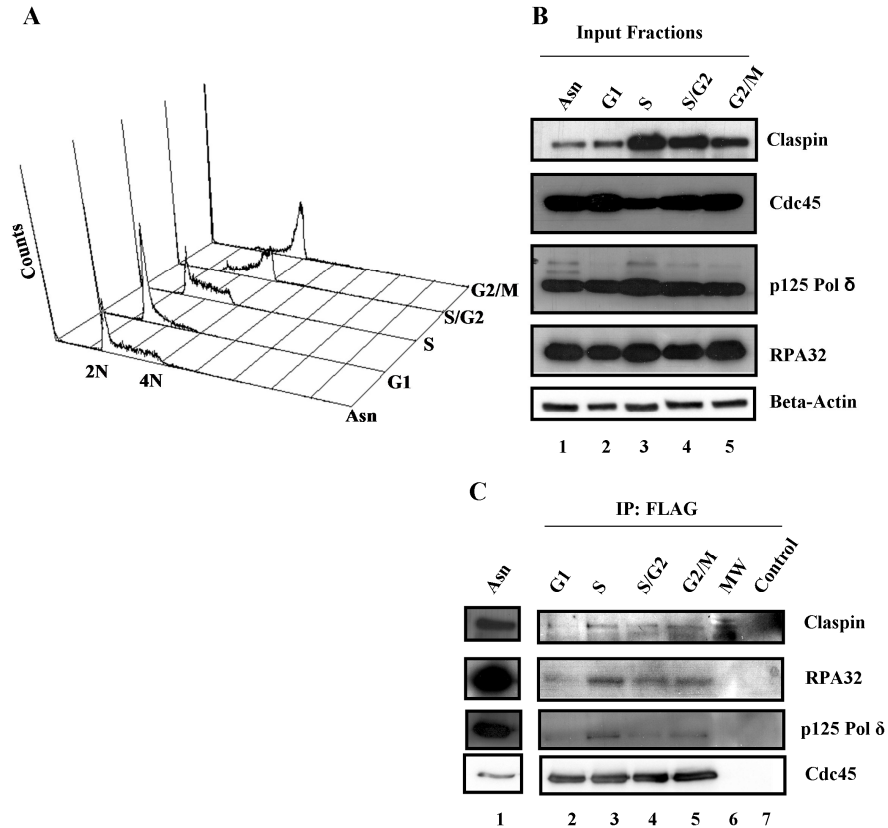 A
Counts
2N
4N
Asn
G1
S
S/G2
G2/M
B
Input Fractions
Asn G1 S S/G2 G2/M
Claspin
Cdc45
p125 Pol δ
RPA32
Beta-Actin
1 2 3 4 5
C
IP: FLAG
Asn G1 S S/G2 G2/M MW Control
Claspin
RPA32
p125 Pol δ
Cdc45
1 2 3 4 5 6 7